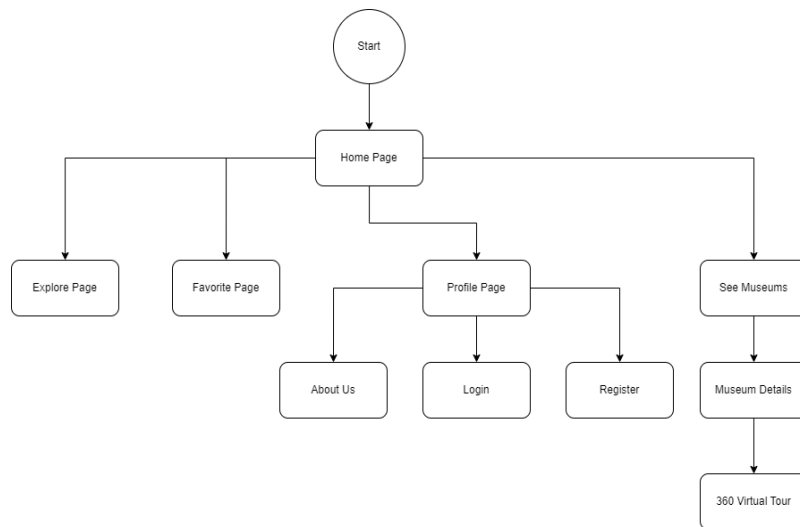 Start
Home Page
Explore Page
Favorite Page
Profile Page
See Museums
About Us
Login
Register
Museum Details
360 Virtual Tour